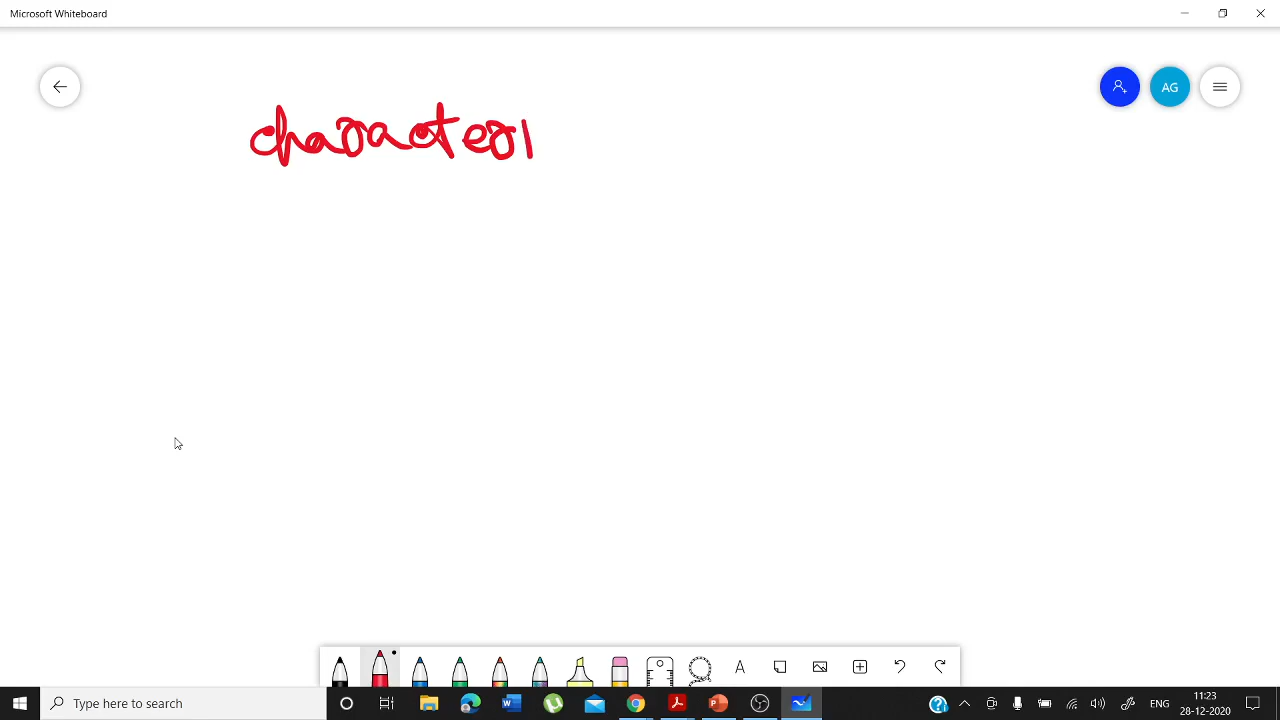 Microsoft Whiteboard
AG
characteri
A
Type here to search
ENG
11:23
28-12-2020